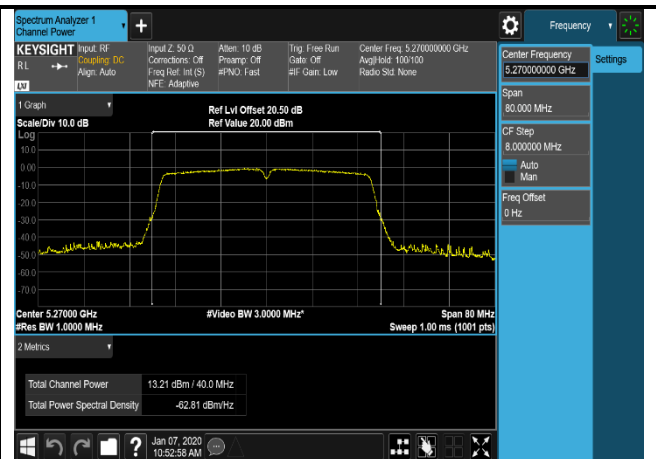 Spectrum Analyzer 1
Channel Power
Frequency
KEYSIGHT
RL
Input: RF
Coupling: DC
Align: Auto
Input Z: 50 Ω
Corrections: Off
Freq Ref: Int (S)
NFE: Adaptive
Atten: 10 dB
Preamp: Off
#PNO: Fast
Trig: Free Run
Gate: Off
#IF Gain: Low
Center Freq: 5.270000000 GHz
Avg|Hold: 100/100
Radio Std: None
Center Frequency
5.270000000 GHz
Settings
Span
80.000 MHz
CF Step
8.000000 MHz
Auto
Man
Freq Offset
0 Hz
1 Graph
Scale/Div 10.0 dB
Ref Lvl Offset 20.50 dB
Ref Value 20.00 dBm
Log
10.0
0.00
-10.0
-20.0
-30.0
-40.0
-50.0
-60.0
-70.0
Center 5.27000 GHz
#Res BW 1.0000 MHz
#Video BW 3.0000 MHz*
Span 80 MHz
Sweep 1.00 ms (1001 pts)
2 Metrics
Total Channel Power 13.21 dBm / 40.0 MHz
Total Power Spectral Density -62.81 dBm/Hz
Jan 07, 2020
10:52:58 AM